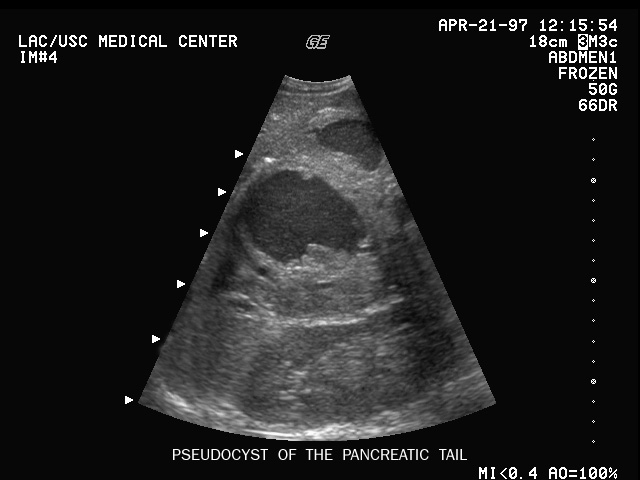 APR-21-97 12:15:54
LAC/USC MEDICAL CENTER GE 18cm 3M3c
IM#4 ABDMEN1
FROZEN
50G
66DR
PSEUDOCYST OF THE PANCREATIC TAIL
MI<0.4 AO=100%